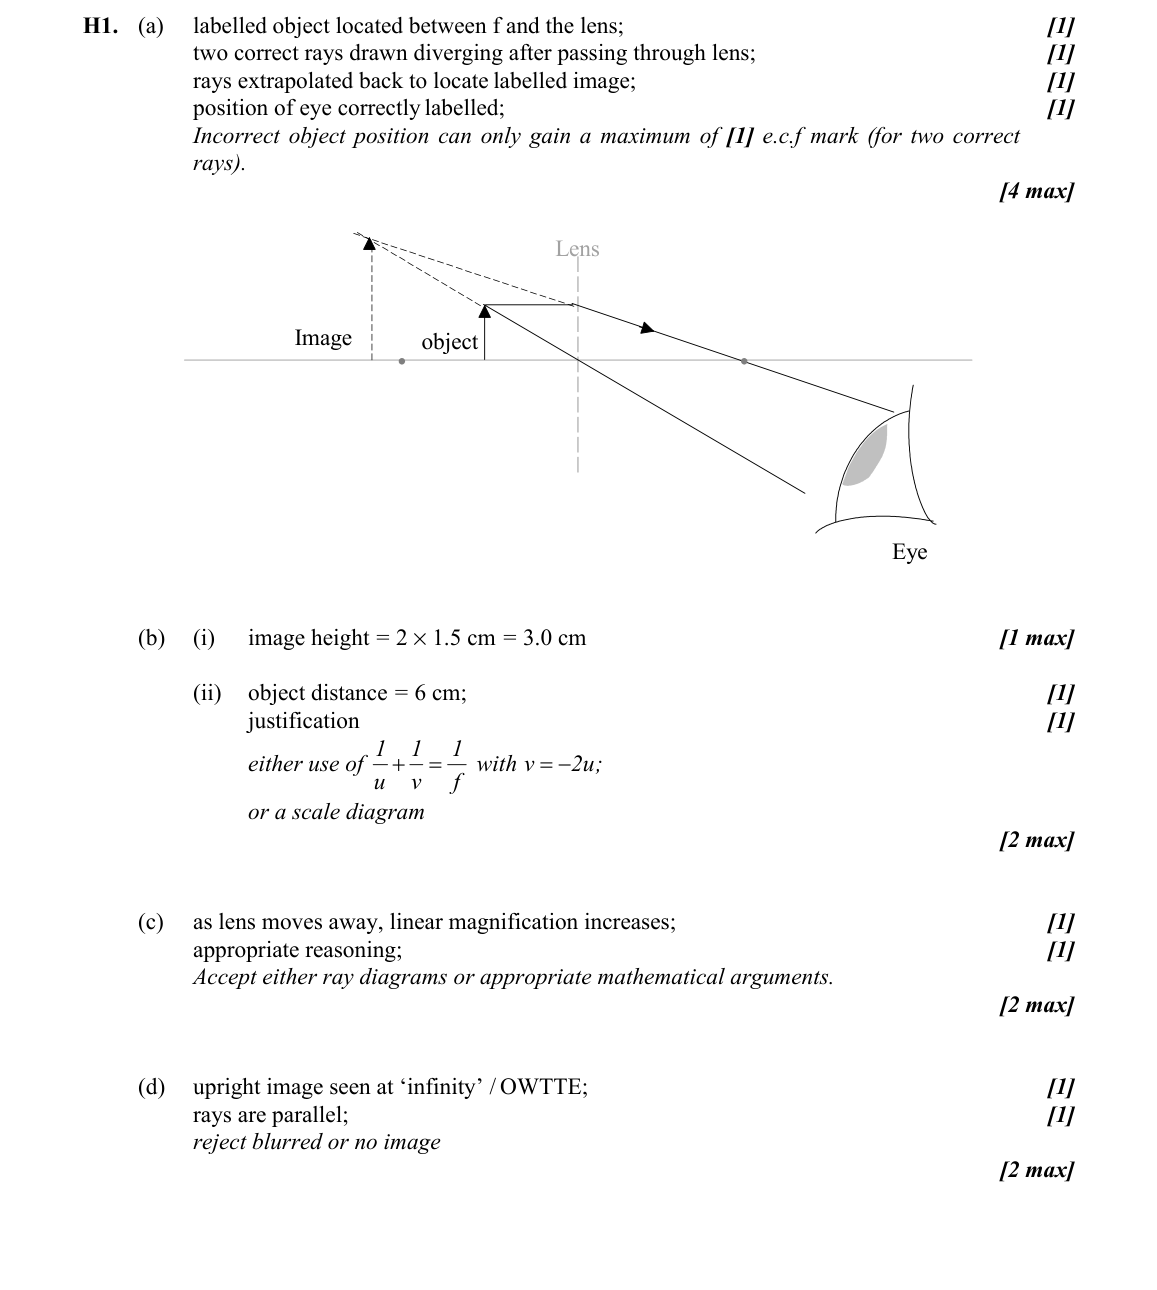 H1. (a) labelled object located between f and the lens; [1]
two correct rays drawn diverging after passing through lens; [1]
rays extrapolated back to locate labelled image; [1]
position of eye correctly labelled; [1]
Incorrect object position can only gain a maximum of [1] e.c.f mark (for two correct
rays).
[4 max]
Lens
Image
object
Eye
(b) (i) image height = 2 × 1.5 cm = 3.0 cm [1 max]
(ii) object distance = 6 cm; [1]
justification [1]
either use of 1/u + 1/v = 1/f with v = −2u;
or a scale diagram
[2 max]
(c) as lens moves away, linear magnification increases; [1]
appropriate reasoning; [1]
Accept either ray diagrams or appropriate mathematical arguments.
[2 max]
(d) upright image seen at ‘infinity’ / OWTTE; [1]
rays are parallel; [1]
reject blurred or no image
[2 max]